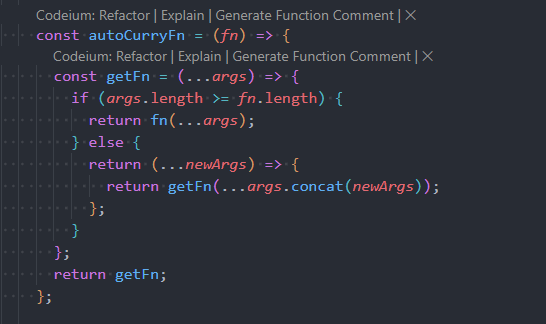 Codeium: Refactor | Explain | Generate Function Comment | ×
const autoCurryFn = (fn) => {
Codeium: Refactor | Explain | Generate Function Comment | ×
const getFn = (...args) => {
if (args.length >= fn.length) {
return fn(...args);
} else {
return (...newArgs) => {
return getFn(...args.concat(newArgs));
};
}
};
return getFn;
};